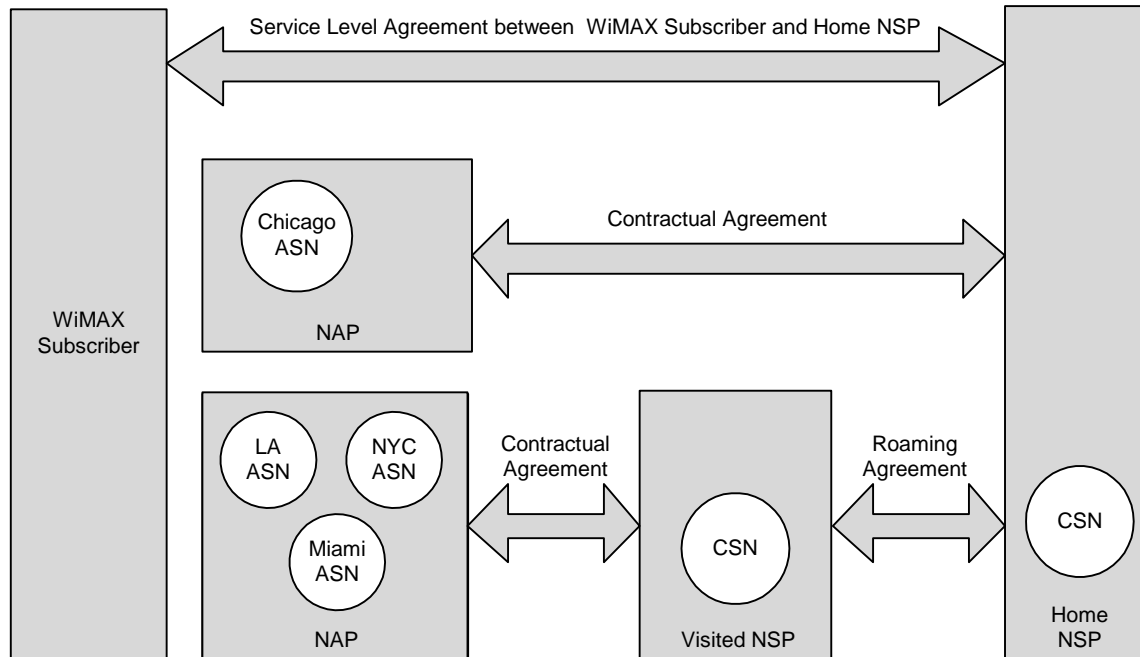 Service Level Agreement between WiMAX Subscriber and Home NSP
Chicago
ASN
Contractual Agreement
NAP
WiMAX
Subscriber
LA
ASN
NYC
ASN
Miami
ASN
NAP
Contractual
Agreement
CSN
Visited NSP
Roaming
Agreement
CSN
Home
NSP